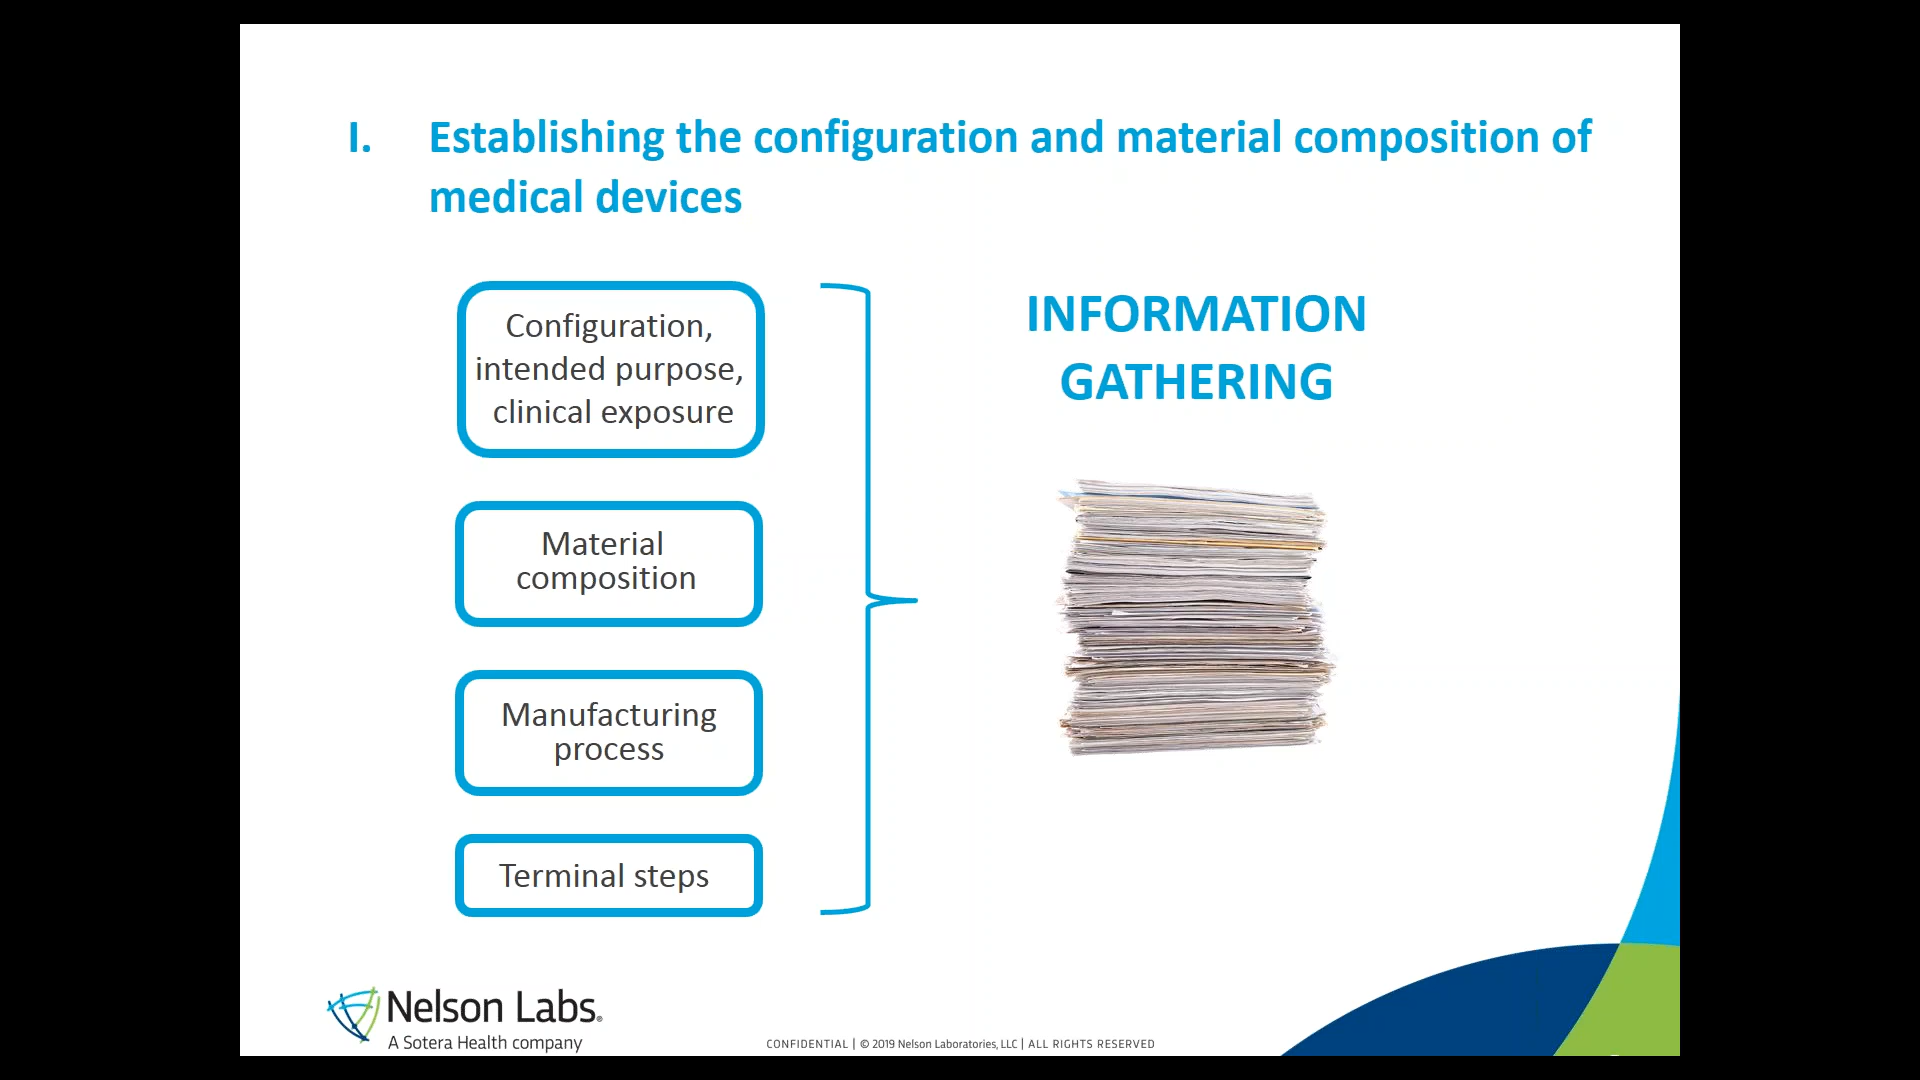 I. Establishing the configuration and material composition of
medical devices
Configuration,
intended purpose,
clinical exposure
Material
composition
Manufacturing
process
Terminal steps
INFORMATION
GATHERING
Nelson Labs®
A Sotera Health company
CONFIDENTIAL | © 2019 Nelson Laboratories, LLC | ALL RIGHTS RESERVED